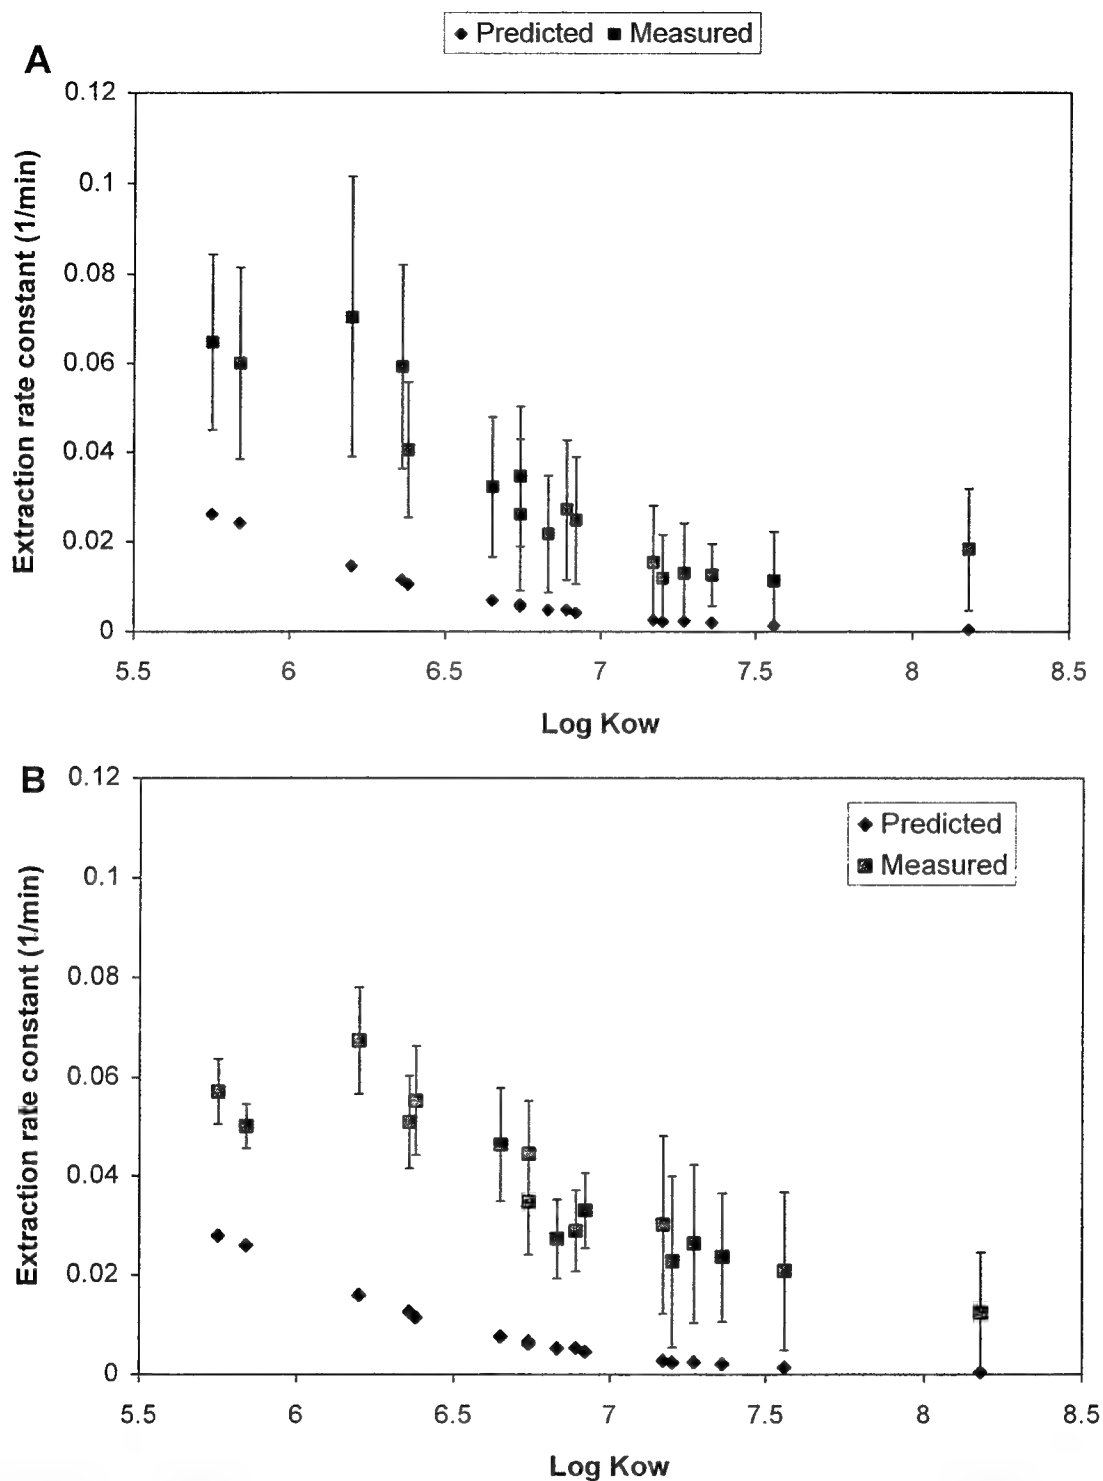 Predicted Measured
A
0.12
0.1
0.08
0.06
0.04
0.02
0
Extraction rate constant (1/min)
5.5 6 6.5 7 7.5 8 8.5
Log Kow
B
0.12
0.1
0.08
0.06
0.04
0.02
0
Extraction rate constant (1/min)
Predicted
Measured
5.5 6 6.5 7 7.5 8 8.5
Log Kow